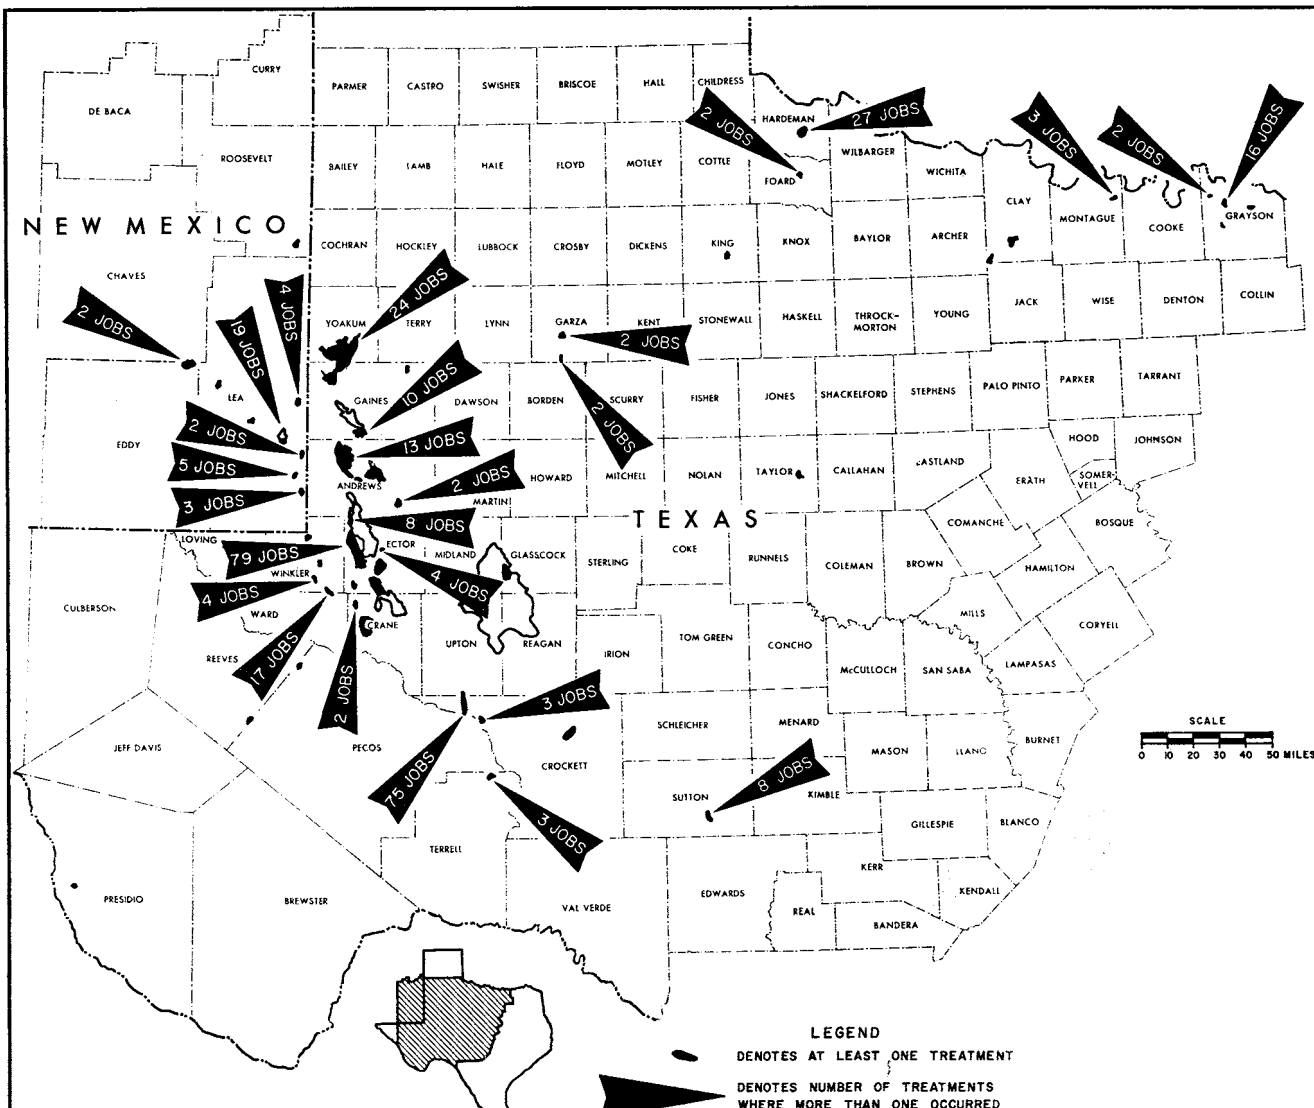 CURRY
DE BACA
PARMER
CASTRO
SWISHER
BRISCOE
HALL
CHILDRESS
HARDEMAN
27 JOBS
2 JOBS
3 JOBS
2 JOBS
16 JOBS
ROOSEVELT
BAILEY
LAMB
HALE
FLOYD
MOTLEY
COTTLE
FOARD
WILBARGER
WICHITA
CLAY
MONTAGUE
COOKE
GRAYSON
NEW MEXICO
COCHRAN
HOCKLEY
LUBBOCK
CROSBY
DICKENS
KING
KNOX
BAYLOR
ARCHER
CHAVES
4 JOBS
24 JOBS
2 JOBS
19 JOBS
YOAKUM
TERRY
LYNN
GARZA
KENT
STONEWALL
HASKELL
THROCK-
MORTON
YOUNG
JACK
WISE
DENTON
COLLIN
2 JOBS
LEA
GAINES
10 JOBS
DAWSON
BORDEN
SCURRY
FISHER
JONES
SHACKELFORD
STEPHENS
PALO PINTO
PARKER
TARRANT
2 JOBS
EDDY
2 JOBS
13 JOBS
5 JOBS
3 JOBS
ANDREWS
2 JOBS
MARTIN
HOWARD
MITCHELL
NOLAN
TAYLOR
CALLAHAN
EASTLAND
ERATH
HOOD
JOHNSON
SOMER-
VELL
BOSQUE
8 JOBS
TEXAS
COMANCHE
LOVING
79 JOBS
WINKLER
ECTOR
MIDLAND
GLASSCOCK
STERLING
COKE
RUNNELS
COLEMAN
BROWN
HAMILTON
4 JOBS
4 JOBS
CULBERSON
WARD
CRANE
UPTON
REAGAN
IRION
TOM GREEN
CONCHO
McCULLOCH
SAN SABA
MILLS
LAMPASAS
CORYELL
REEVES
17 JOBS
2 JOBS
3 JOBS
JEFF DAVIS
PECOS
75 JOBS
CROCKETT
SCHLEICHER
MENARD
MASON
LLANO
BURNET
SCALE
0 10 20 30 40 50 MILES
3 JOBS
SUTTON
8 JOBS
KIMBLE
GILLESPIE
BLANCO
TERRELL
PRESIDIO
BREWSTER
VAL VERDE
EDWARDS
REAL
KERR
KENDALL
BANDERA
LEGEND
DENOTES AT LEAST ONE TREATMENT
DENOTES NUMBER OF TREATMENTS
WHERE MORE THAN ONE OCCURRED